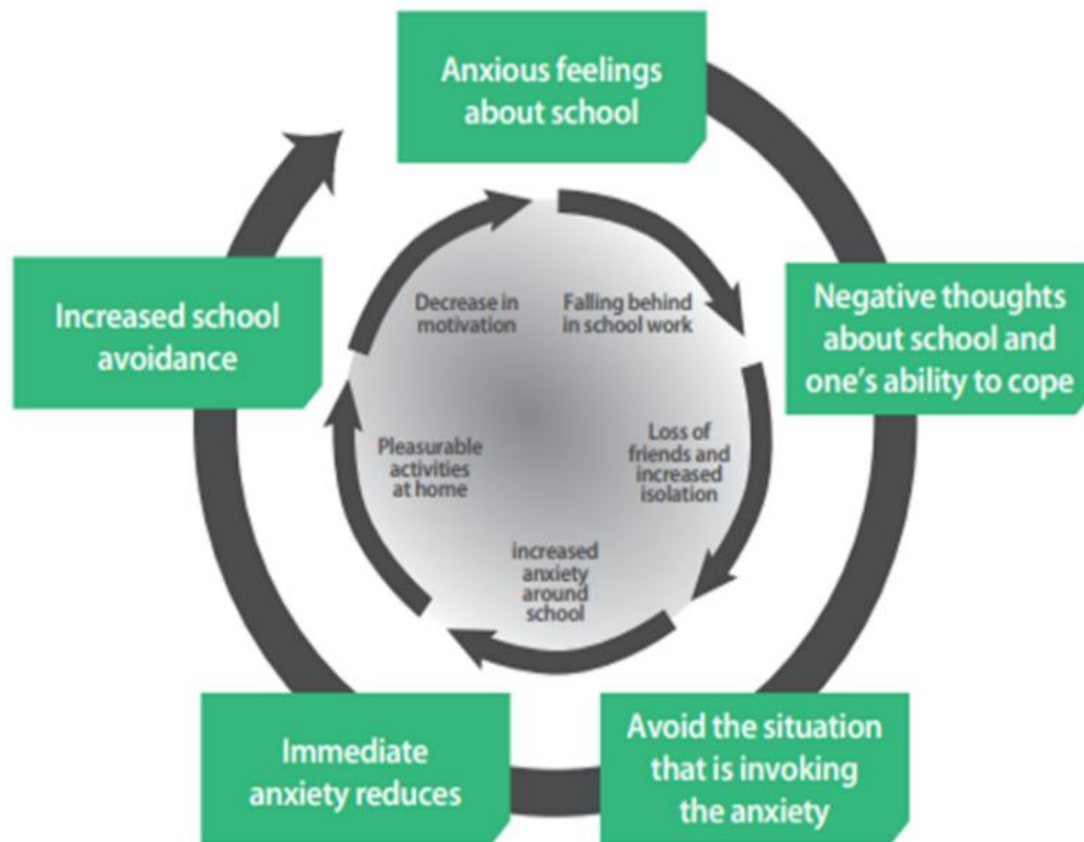 Anxious feelings
about school
Negative thoughts
about school and
one's ability to cope
Avoid the situation
that is invoking
the anxiety
Immediate
anxiety reduces
Increased school
avoidance
Falling behind
in school work
Loss of
friends and
increased
isolation
increased
anxiety
around
school
Pleasurable
activities
at home
Decrease in
motivation